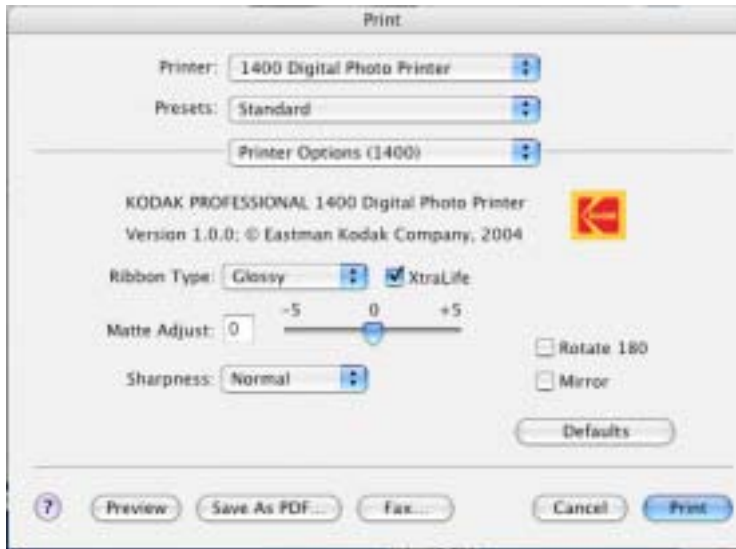 Print
Printer: 1400 Digital Photo Printer
Presets: Standard
Printer Options (1400)
KODAK PROFESSIONAL 1400 Digital Photo Printer
Version 1.0.0; © Eastman Kodak Company, 2004
Kodak
Ribbon Type: Glossy XtraLife
-5 0 +5
Matte Adjust: 0
Rotate 180
Sharpness: Normal
Mirror
Defaults
? Preview Save As PDF... Fax... Cancel Print